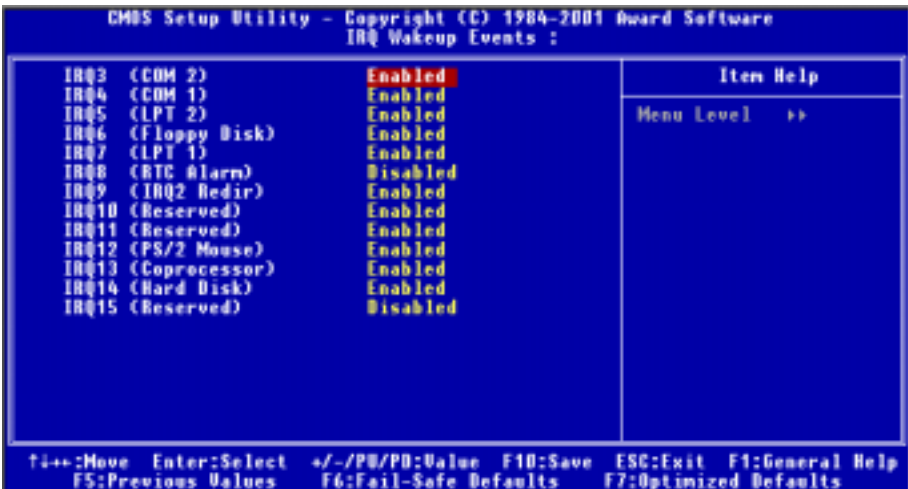 CMOS Setup Utility - Copyright (C) 1984-2001 Award Software
IRQ Wakeup Events :
IRQ3 (COM 2) Enabled
IRQ4 (COM 1) Enabled
IRQ5 (LPT 2) Enabled
IRQ6 (Floppy Disk) Enabled
IRQ7 (LPT 1) Enabled
IRQ8 (RTC Alarm) Disabled
IRQ9 (IRQ2 Redir) Enabled
IRQ10 (Reserved) Enabled
IRQ11 (Reserved) Enabled
IRQ12 (PS/2 Mouse) Enabled
IRQ13 (Coprocessor) Enabled
IRQ14 (Hard Disk) Enabled
IRQ15 (Reserved) Disabled
Item Help
Menu Level ▸▸
↑↓→←:Move Enter:Select +/-/PU/PD:Value F10:Save ESC:Exit F1:General Help
F5:Previous Values F6:Fail-Safe Defaults F7:Optimized Defaults